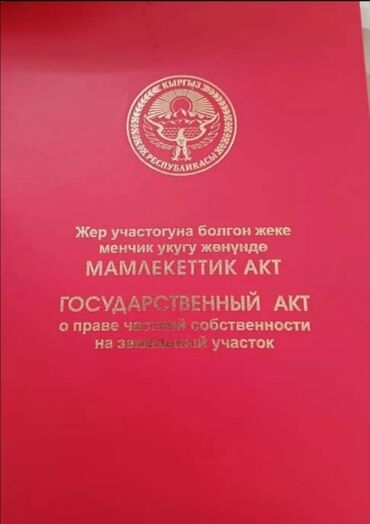 КЫРГЫЗ
РЕСПУБЛИКАСЫ
Жер участогуна болгон жеке
менчик укугу жөнүндө
МАМЛЕКЕТТИК АКТ
ГОСУДАРСТВЕННЫЙ АКТ
о праве частной собственности
на земельный участок